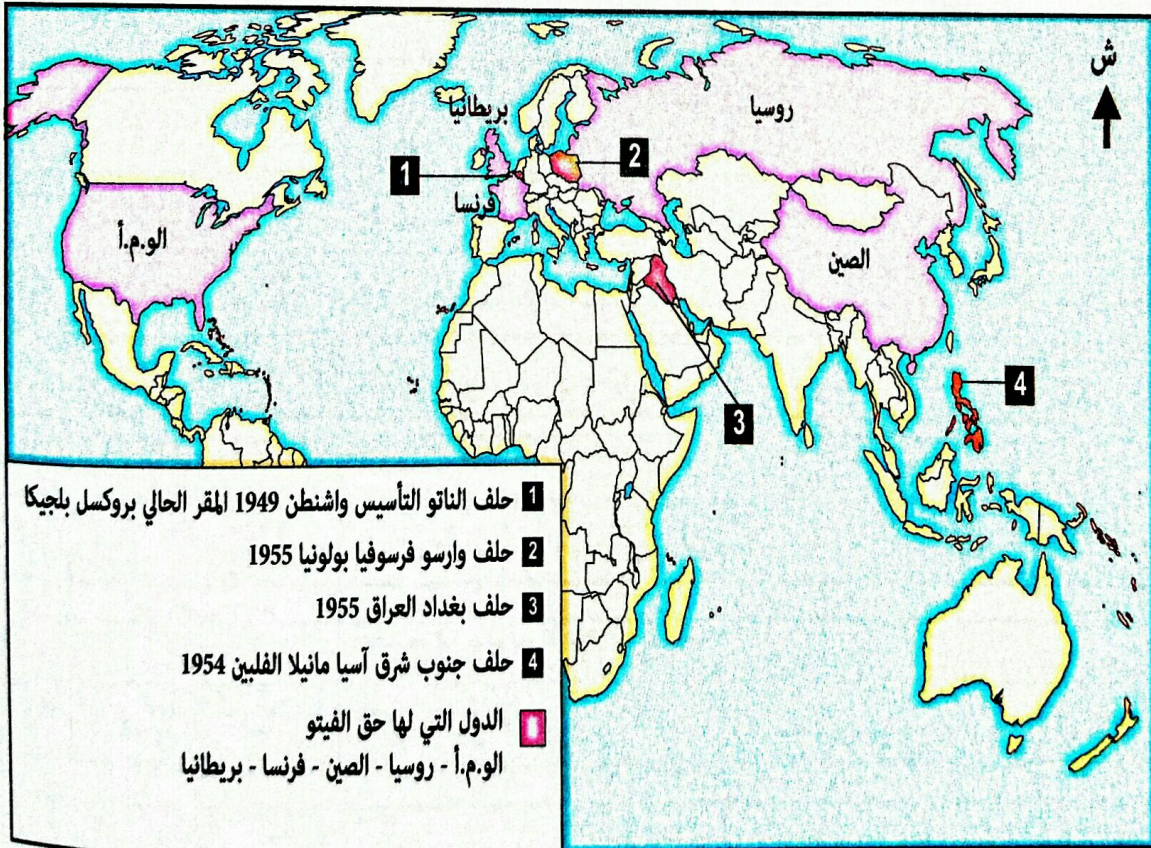 ش
روسيا
بريطانيا
2
1
فرنسا
الو.م.أ
الصين
4
3
1 حلف الناتو التأسيس واشنطن 1949 المقر الحالي بروكسل بلجيكا
2 حلف وارسو فرسوفيا بولونيا 1955
3 حلف بغداد العراق 1955
4 حلف جنوب شرق آسيا مانيلا الفلبين 1954
الدول التي لها حق الفيتو
الو.م.أ - روسيا - الصين - فرنسا - بريطانيا